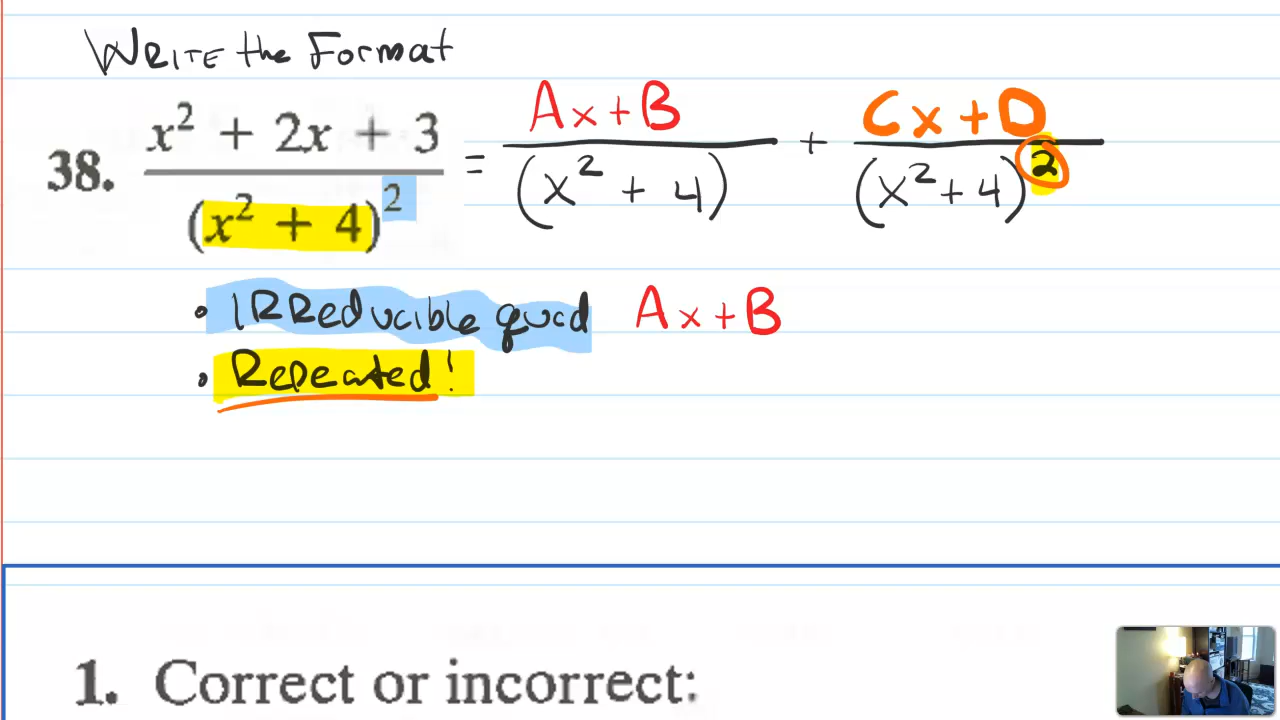 Write the Format
38. x² + 2x + 3 / (x² + 4)² = Ax + B / (x² + 4) + Cx + D / (x² + 4)²
• IRReducible quad Ax + B
• Repeated!
1. Correct or incorrect: